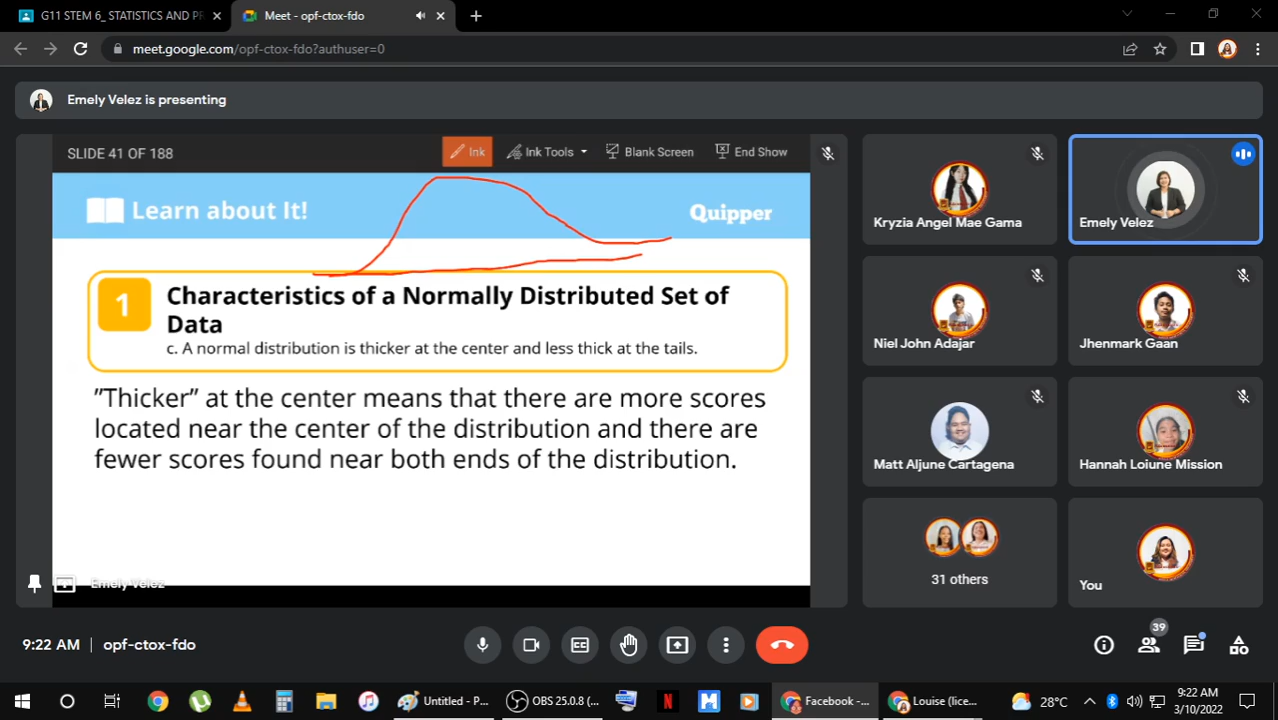 G11 STEM 6_ STATISTICS AND PR
Meet - opf-ctox-fdo
meet.google.com/opf-ctox-fdo?authuser=0
Emely Velez is presenting
SLIDE 41 OF 188
Ink
Ink Tools
Blank Screen
End Show
Learn about It!
Quipper
1
Characteristics of a Normally Distributed Set of
Data
c. A normal distribution is thicker at the center and less thick at the tails.
”Thicker” at the center means that there are more scores
located near the center of the distribution and there are
fewer scores found near both ends of the distribution.
Emely Velez
Kryzia Angel Mae Gama
Emely Velez
Niel John Adajar
Jhenmark Gaan
Matt Aljune Cartagena
Hannah Loiune Mission
31 others
You
9:22 AM | opf-ctox-fdo
39
Untitled - P...
OBS 25.0.8 (...
Facebook -...
Louise (lice...
28°C
9:22 AM
3/10/2022